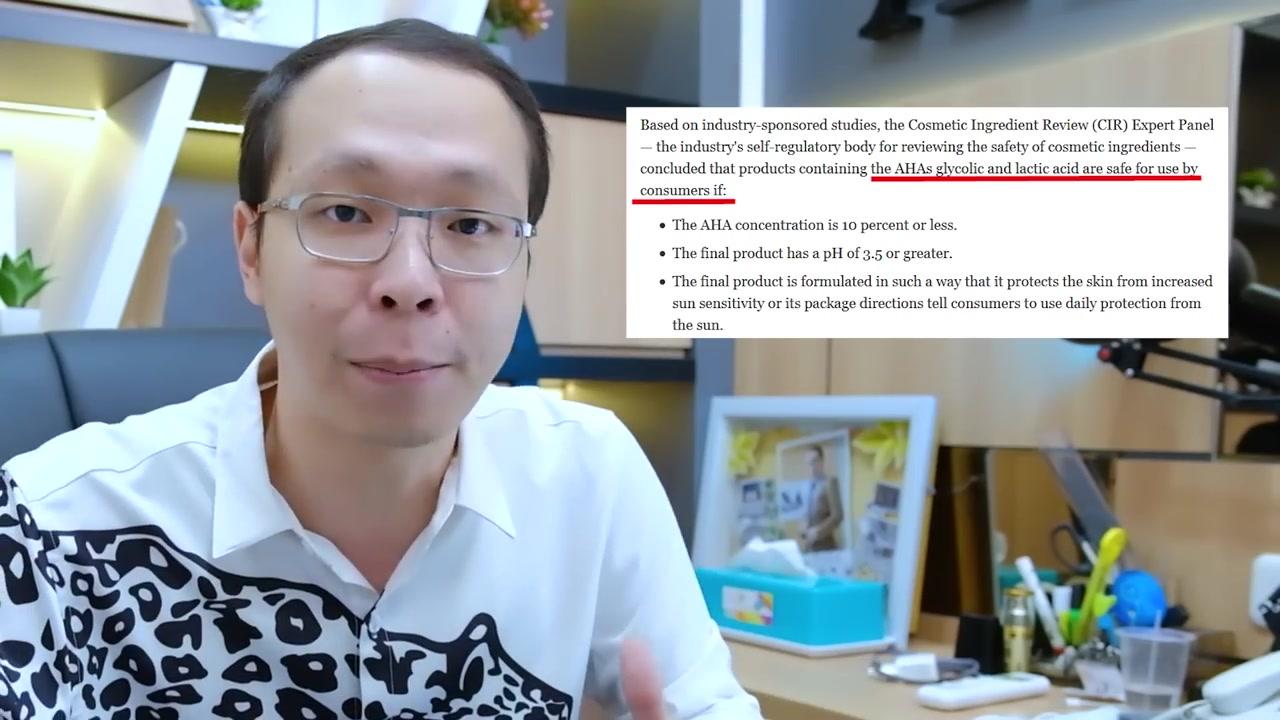 Based on industry-sponsored studies, the Cosmetic Ingredient Review (CIR) Expert Panel
— the industry's self-regulatory body for reviewing the safety of cosmetic ingredients —
concluded that products containing the AHAs glycolic and lactic acid are safe for use by
consumers if:
• The AHA concentration is 10 percent or less.
• The final product has a pH of 3.5 or greater.
• The final product is formulated in such a way that it protects the skin from increased
sun sensitivity or its package directions tell consumers to use daily protection from
the sun.